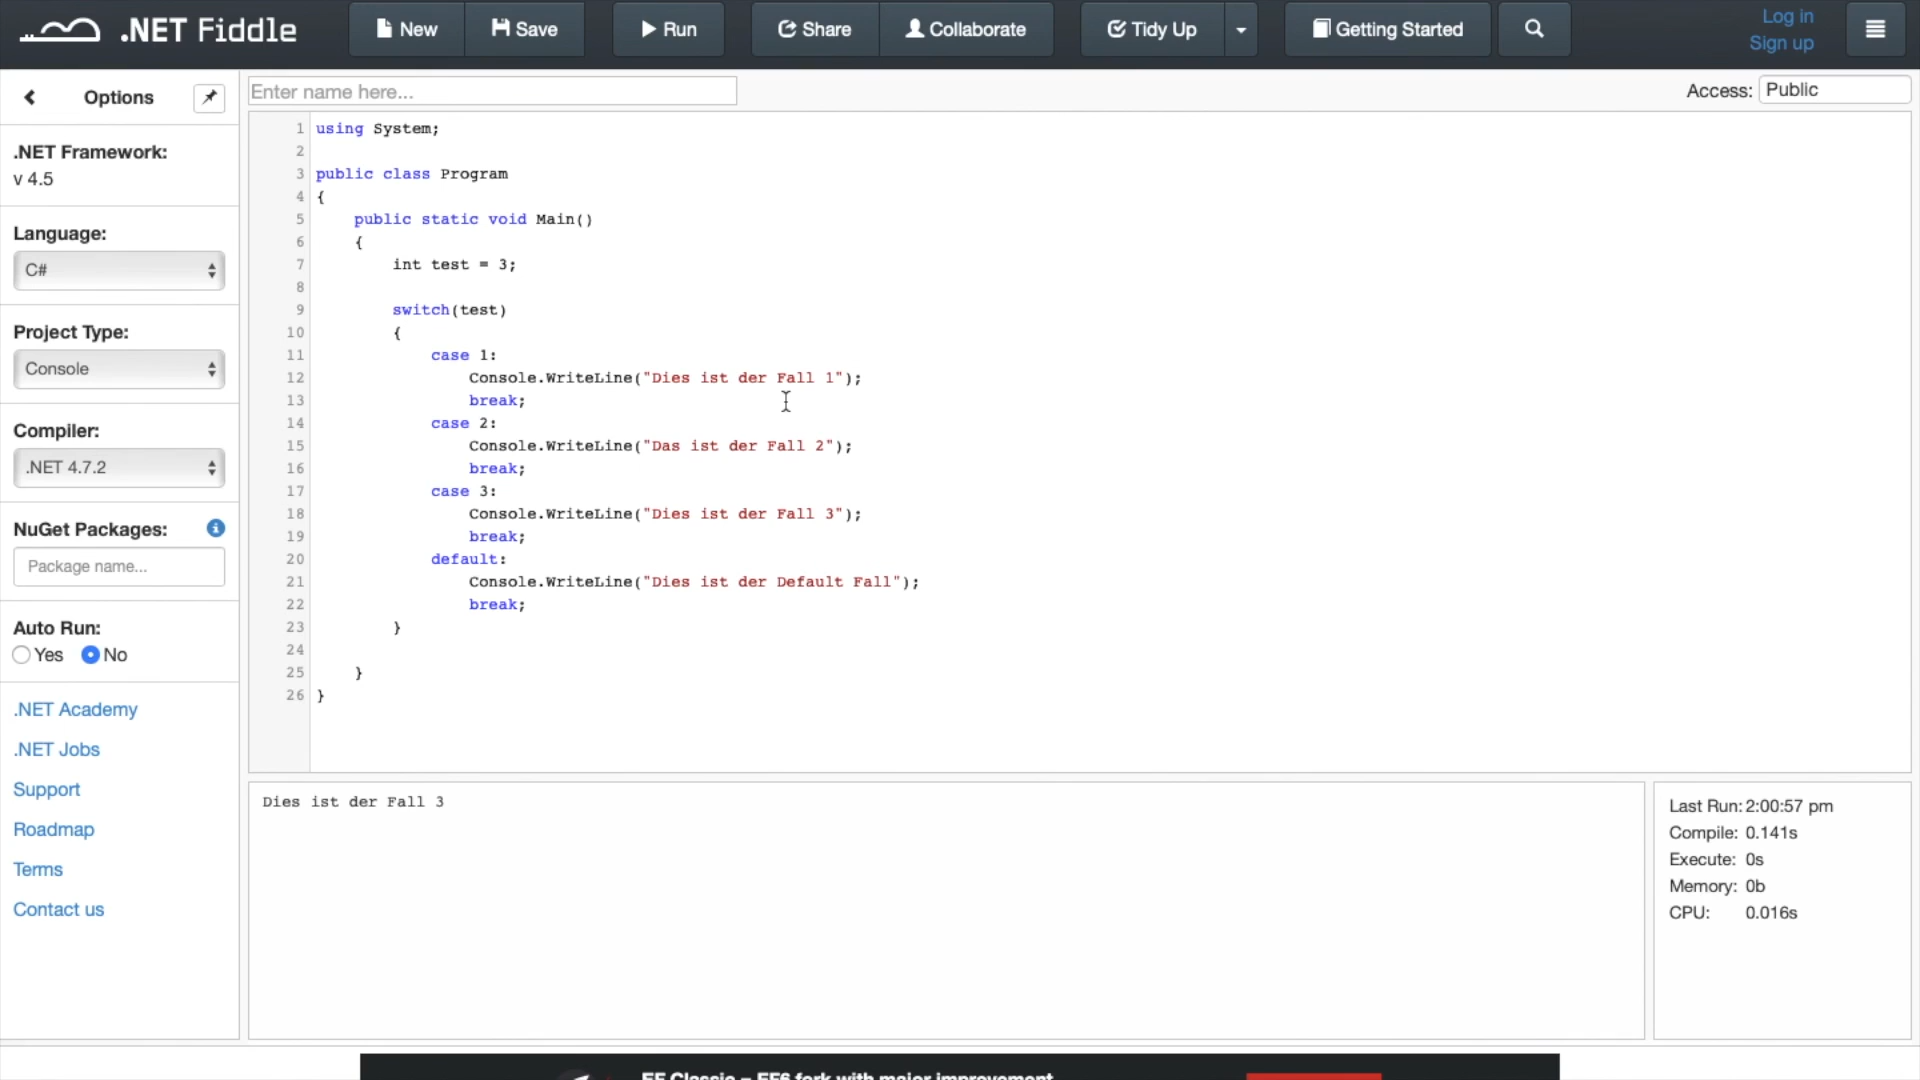 .NET Fiddle
New
Save
Run
Share
Collaborate
Tidy Up
Getting Started
Log in
Sign up
Options
Enter name here...
Access: Public
.NET Framework:
v 4.5
Language:
C#
Project Type:
Console
Compiler:
.NET 4.7.2
NuGet Packages:
Package name...
Auto Run:
Yes No
.NET Academy
.NET Jobs
Support
Roadmap
Terms
Contact us
1 using System;
2
3 public class Program
4 {
5 public static void Main()
6 {
7 int test = 3;
8
9 switch(test)
10 {
11 case 1:
12 Console.WriteLine("Dies ist der Fall 1");
13 break;
14 case 2:
15 Console.WriteLine("Das ist der Fall 2");
16 break;
17 case 3:
18 Console.WriteLine("Dies ist der Fall 3");
19 break;
20 default:
21 Console.WriteLine("Dies ist der Default Fall");
22 break;
23 }
24
25 }
26 }
Dies ist der Fall 3
Last Run: 2:00:57 pm
Compile: 0.141s
Execute: 0s
Memory: 0b
CPU: 0.016s
EF Classic – EF6 fork with major improvement